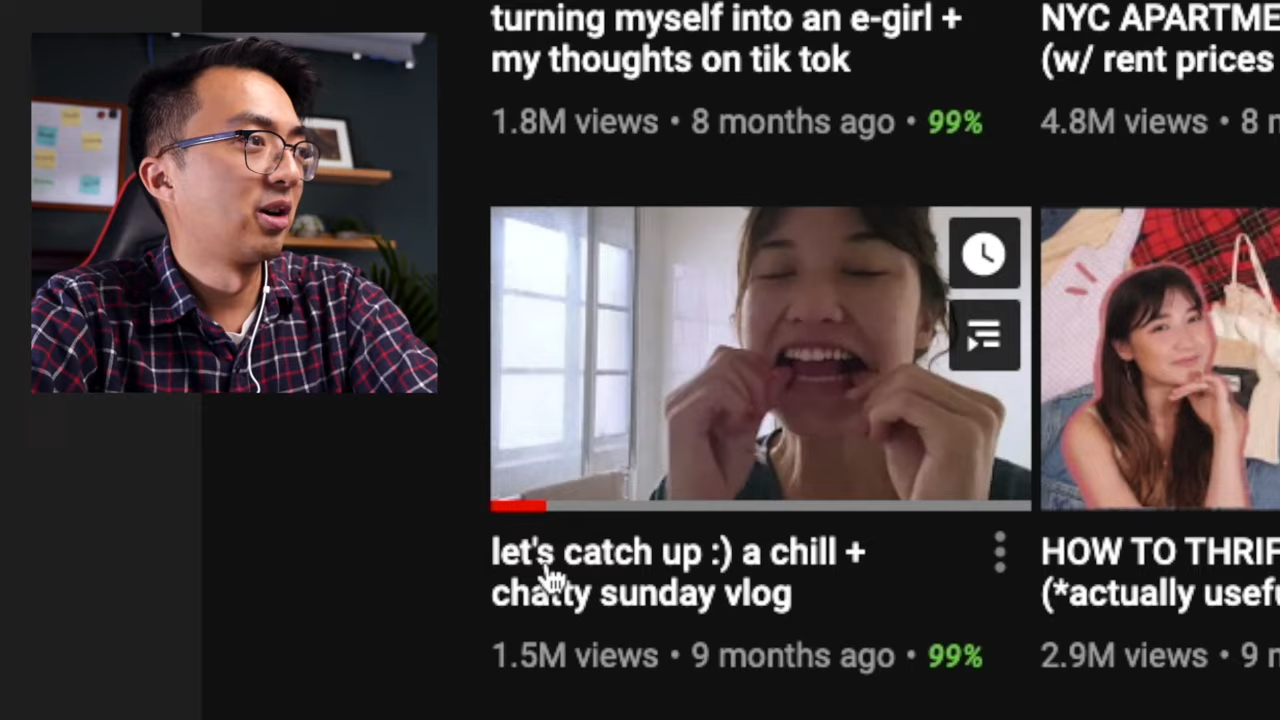 turning myself into an e-girl +
my thoughts on tik tok
1.8M views • 8 months ago • 99%
NYC APARTME
(w/ rent prices
4.8M views • 8 m
let's catch up :) a chill +
chatty sunday vlog
1.5M views • 9 months ago • 99%
HOW TO THRIF
(*actually usefu
2.9M views • 9 m